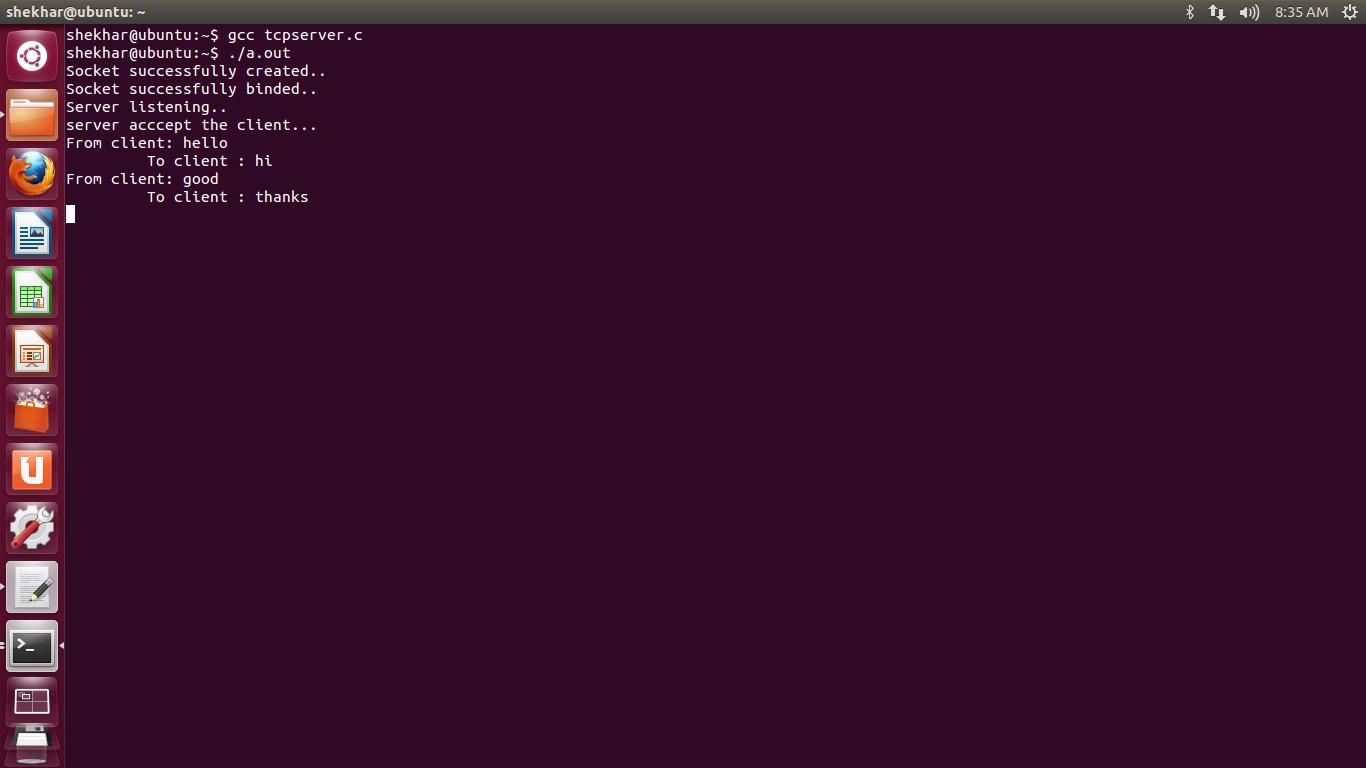 shekhar@ubuntu: ~
8:35 AM
shekhar@ubuntu:~$ gcc tcpserver.c
shekhar@ubuntu:~$ ./a.out
Socket successfully created..
Socket successfully binded..
Server listening..
server acccept the client...
From client: hello
To client : hi
From client: good
To client : thanks